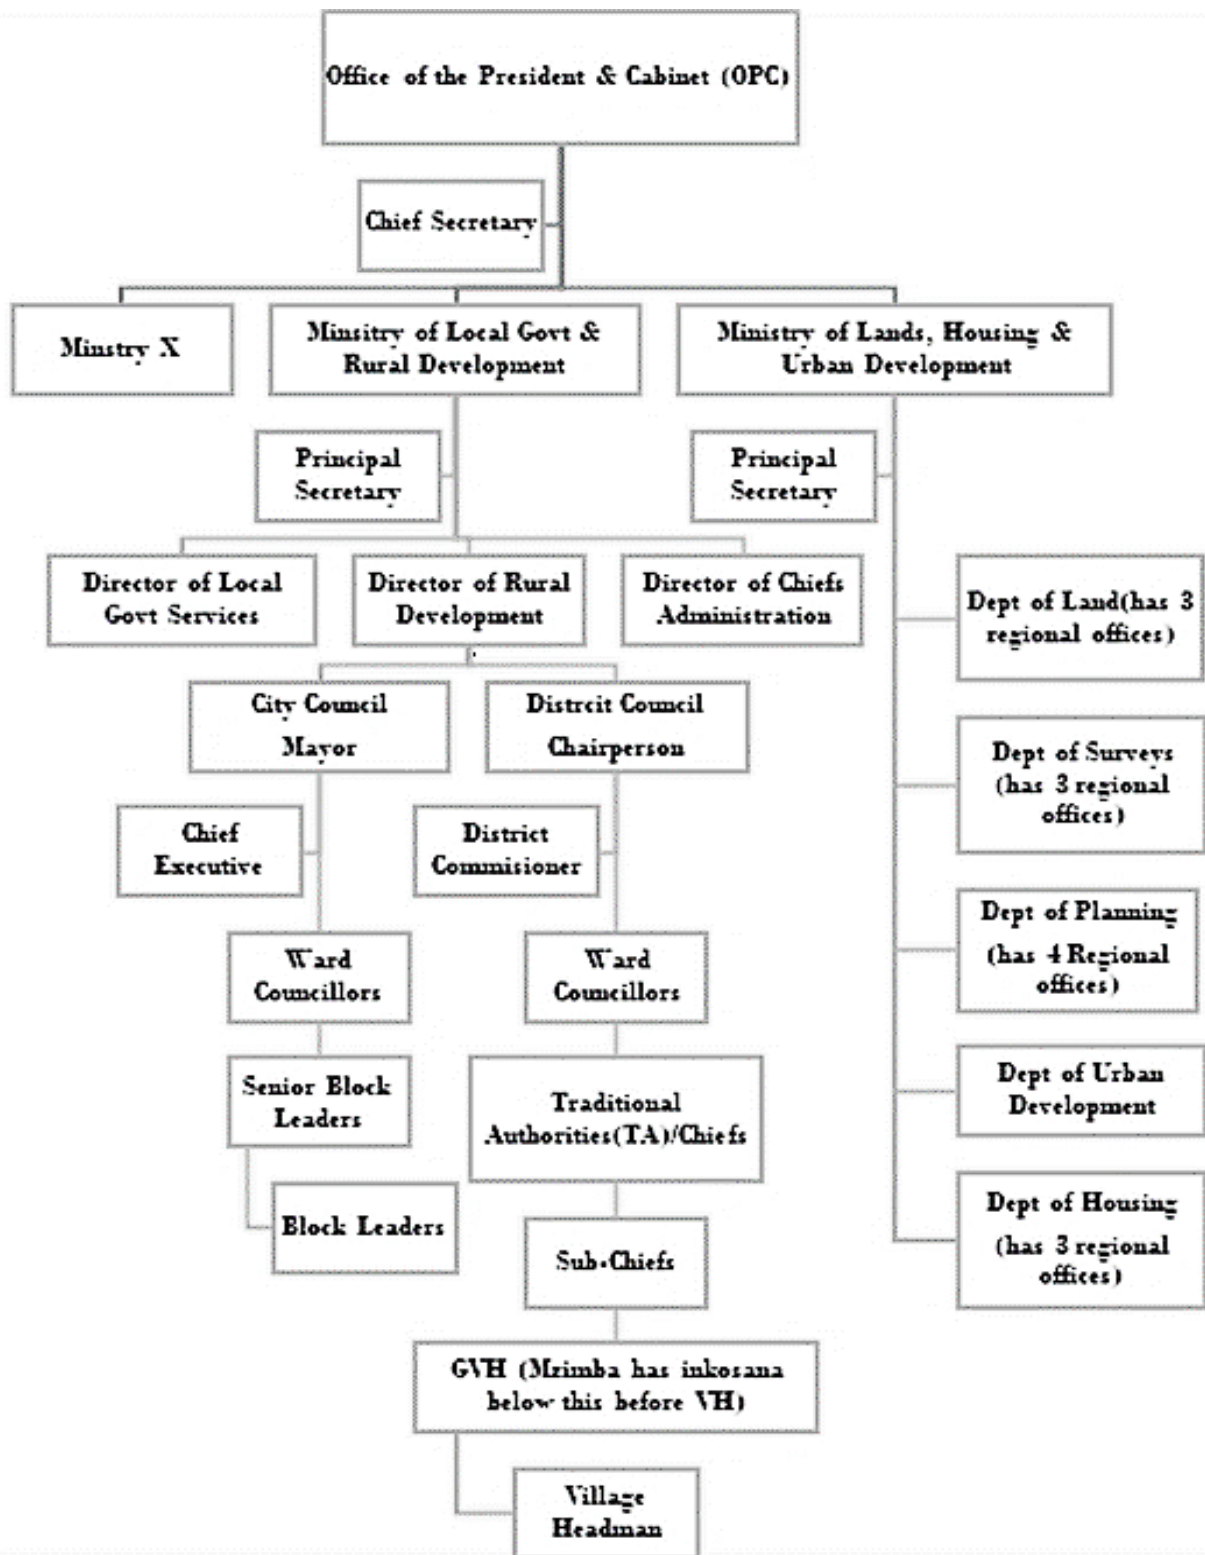 Office of the President & Cabinet (OPC)
Chief Secretary
Minstry X
Minsitry of Local Govt &
Rural Development
Ministry of Lands, Housing &
Urban Development
Principal
Secretary
Principal
Secretary
Director of Local
Govt Services
Director of Rural
Development
Director of Chiefs
Administration
Dept of Land(has 3
regional offices)
City Council
Mayor
Distrcit Council
Chairperson
Dept of Surveys
(has 3 regional
offices)
Chief
Executive
District
Commisioner
Dept of Planning
(has 4 Regional
offices)
Ward
Councillors
Ward
Councillors
Senior Block
Leaders
Traditional
Authorities(TA)/Chiefs
Dept of Urban
Development
Block Leaders
Sub-Chiefs
Dept of Housing
(has 3 regional
offices)
GVH (Mzimba has inkosana
below this before VH)
Village
Headman